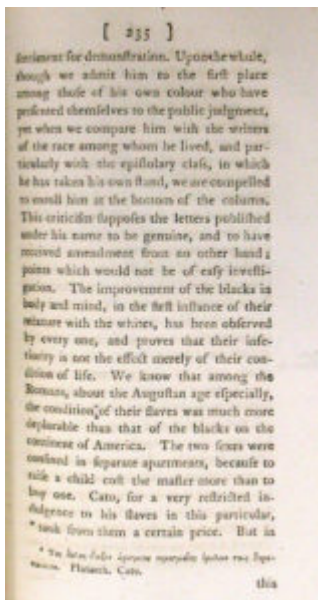 [ 235 ]
sentiment for demonstration. Upon the whole,
though we admit him to the first place
among those of his own colour who have
presented themselves to the public judgment,
yet when we compare him with the writers
of the race among whom he lived, and par-
ticularly with the epistolary class, in which
he has taken his own stand, we are compelled
to enroll him at the bottom of the column.
This criticism supposes the letters published
under his name to be genuine, and to have
received amendment from no other hand;
points which would not be of easy investi-
gation. The improvement of the blacks in
body and mind, in the first instance of their
mixture with the whites, has been observed
by every one, and proves that their infe-
riority is not the effect merely of their con-
dition of life. We know that among the
Romans, about the Augustan age especially,
the condition of their slaves was much more
deplorable than that of the blacks on the
continent of America. The two sexes were
confined in separate apartments, because to
raise a child cost the master more than to
buy one. Cato, for a very restricted in-
dulgence to his slaves in this particular,
* took from them a certain price. But in
Plutarch. Cato.
this